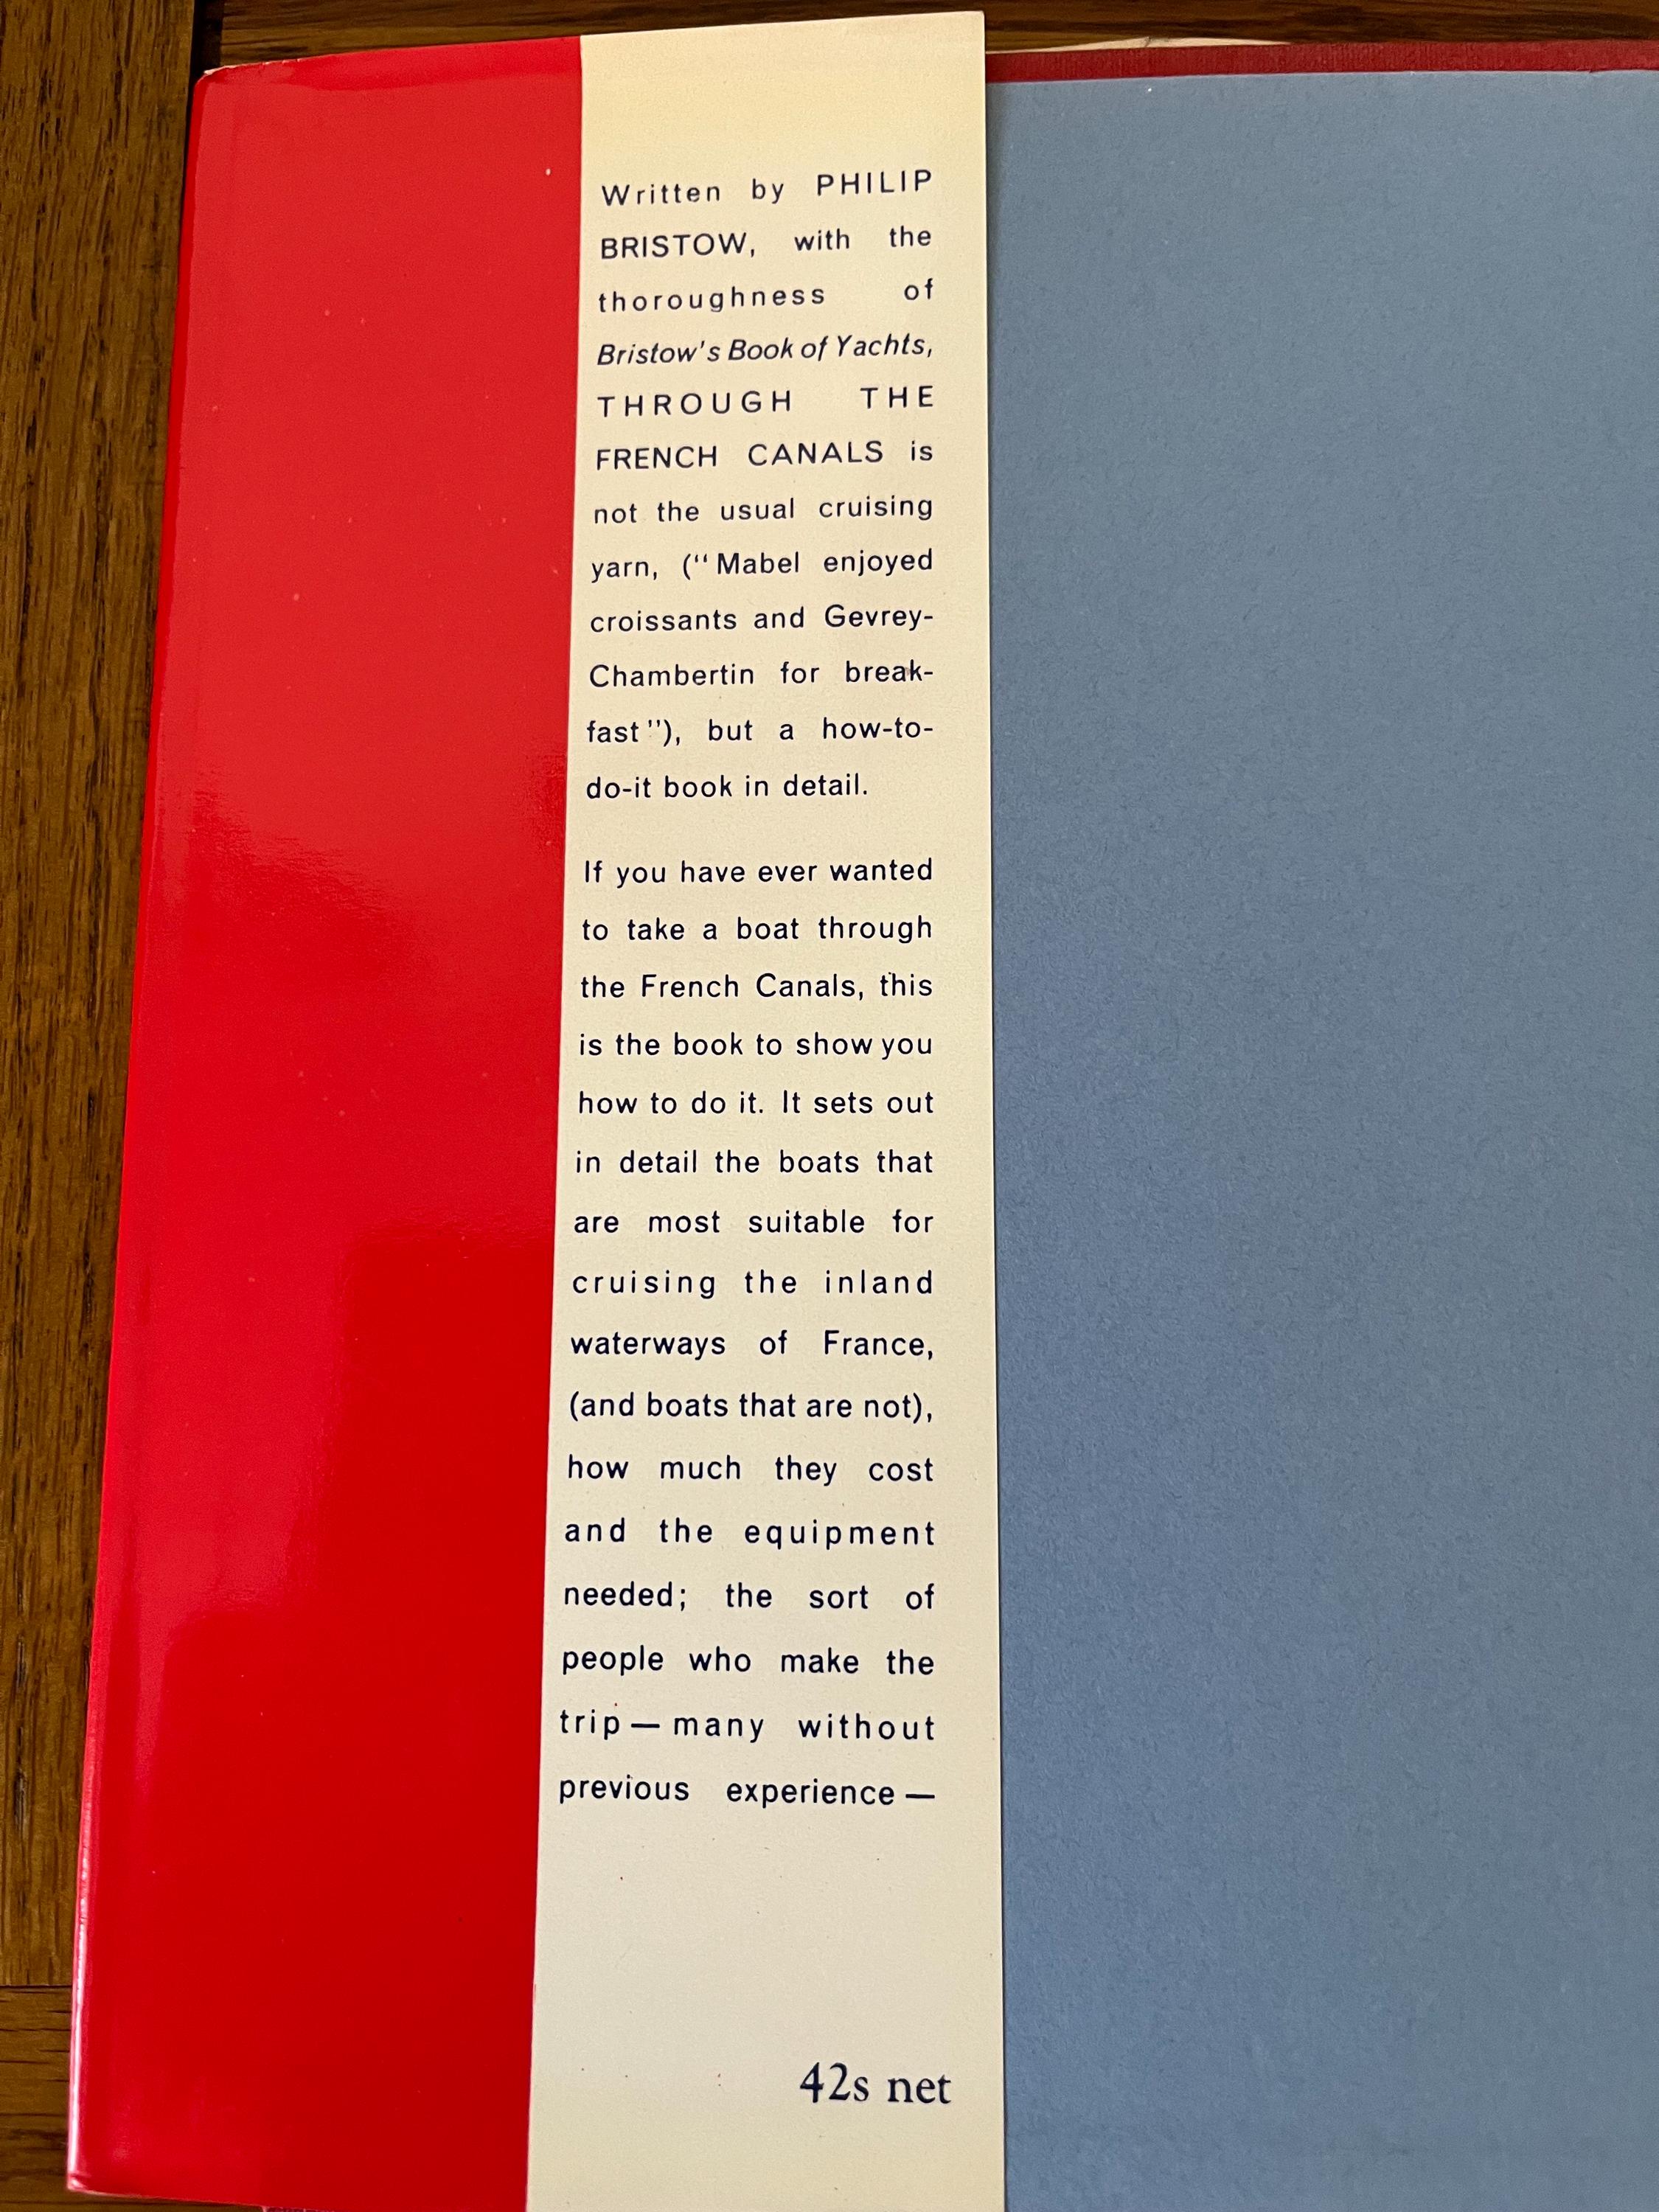 Written by PHILIP
BRISTOW, with the
thoroughness of
Bristow's Book of Yachts,
THROUGH THE
FRENCH CANALS is
not the usual cruising
yarn, (“Mabel enjoyed
croissants and Gevrey-
Chambertin for break-
fast”), but a how-to-
do-it book in detail.
If you have ever wanted
to take a boat through
the French Canals, this
is the book to show you
how to do it. It sets out
in detail the boats that
are most suitable for
cruising the inland
waterways of France,
(and boats that are not),
how much they cost
and the equipment
needed; the sort of
people who make the
trip — many without
previous experience —
42s net